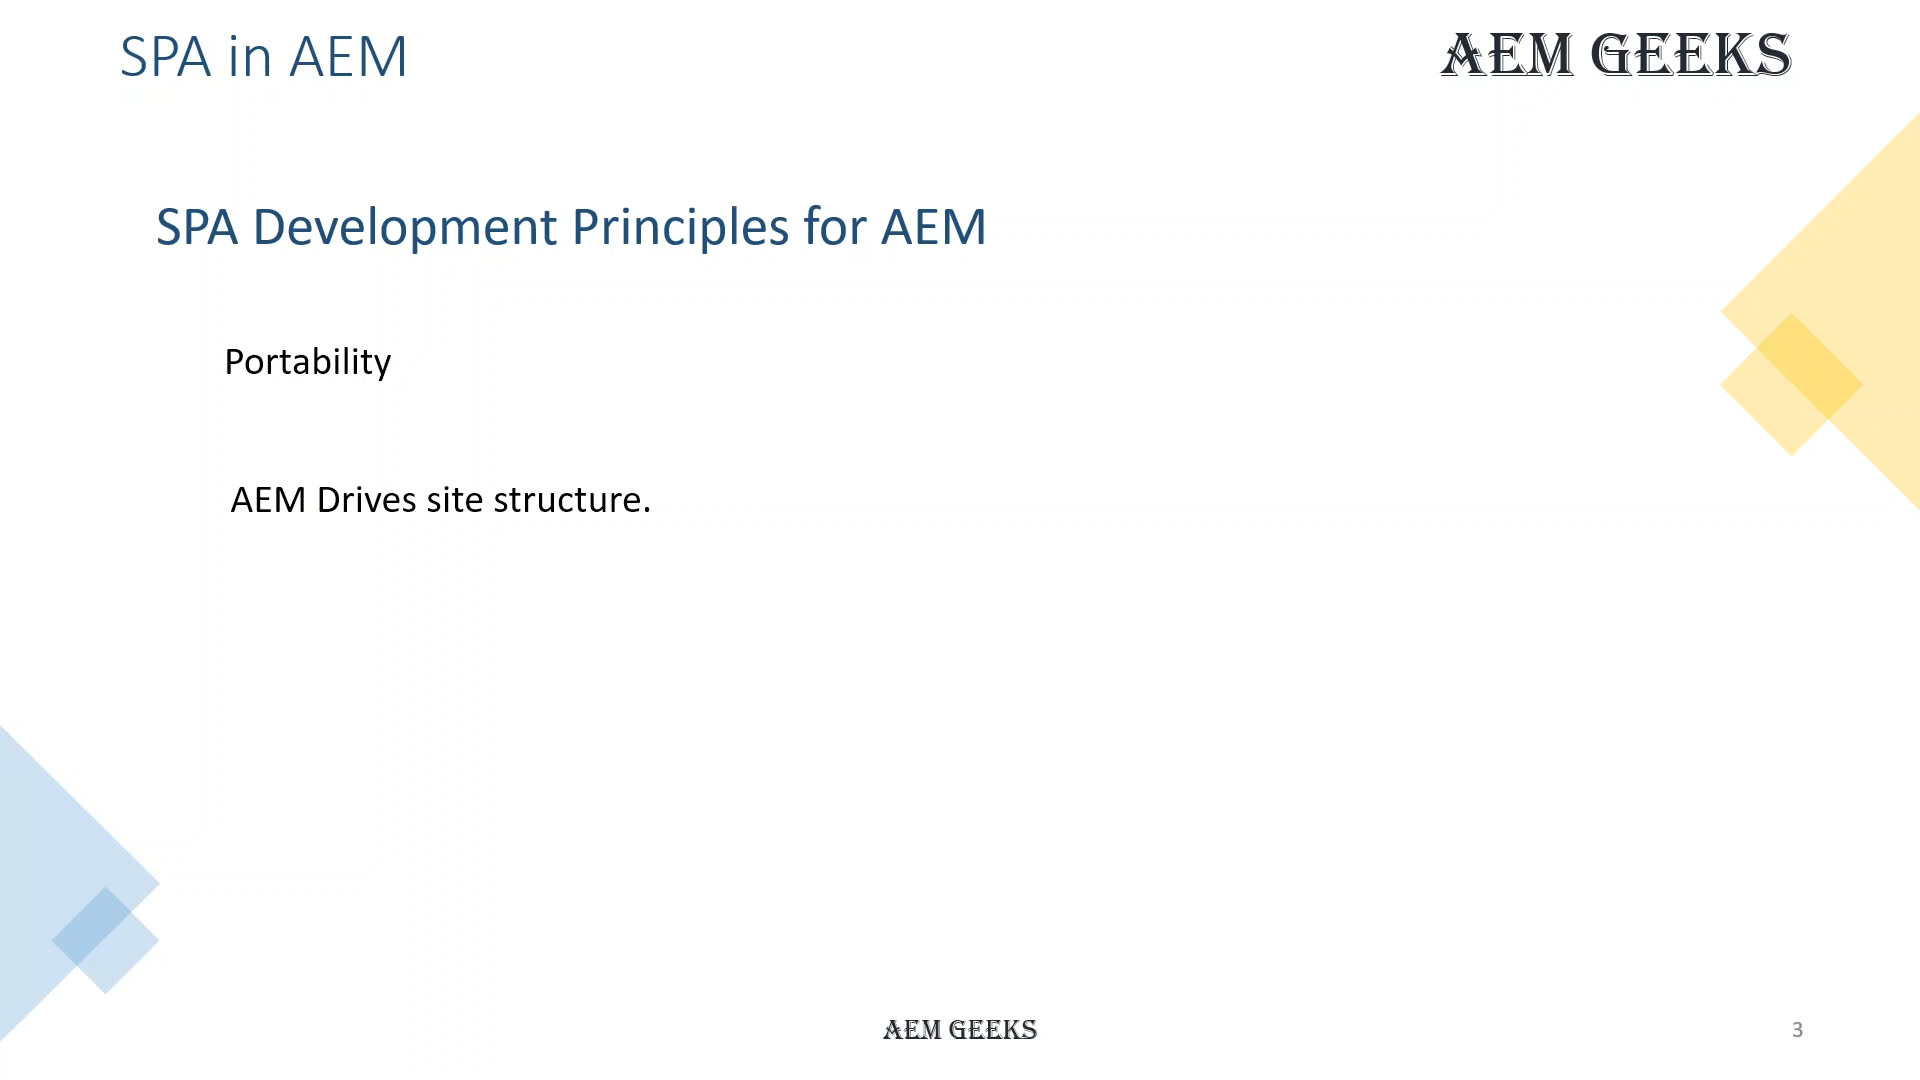 SPA in AEM
AEM GEEKS
SPA Development Principles for AEM
Portability
AEM Drives site structure.
AEM GEEKS
3